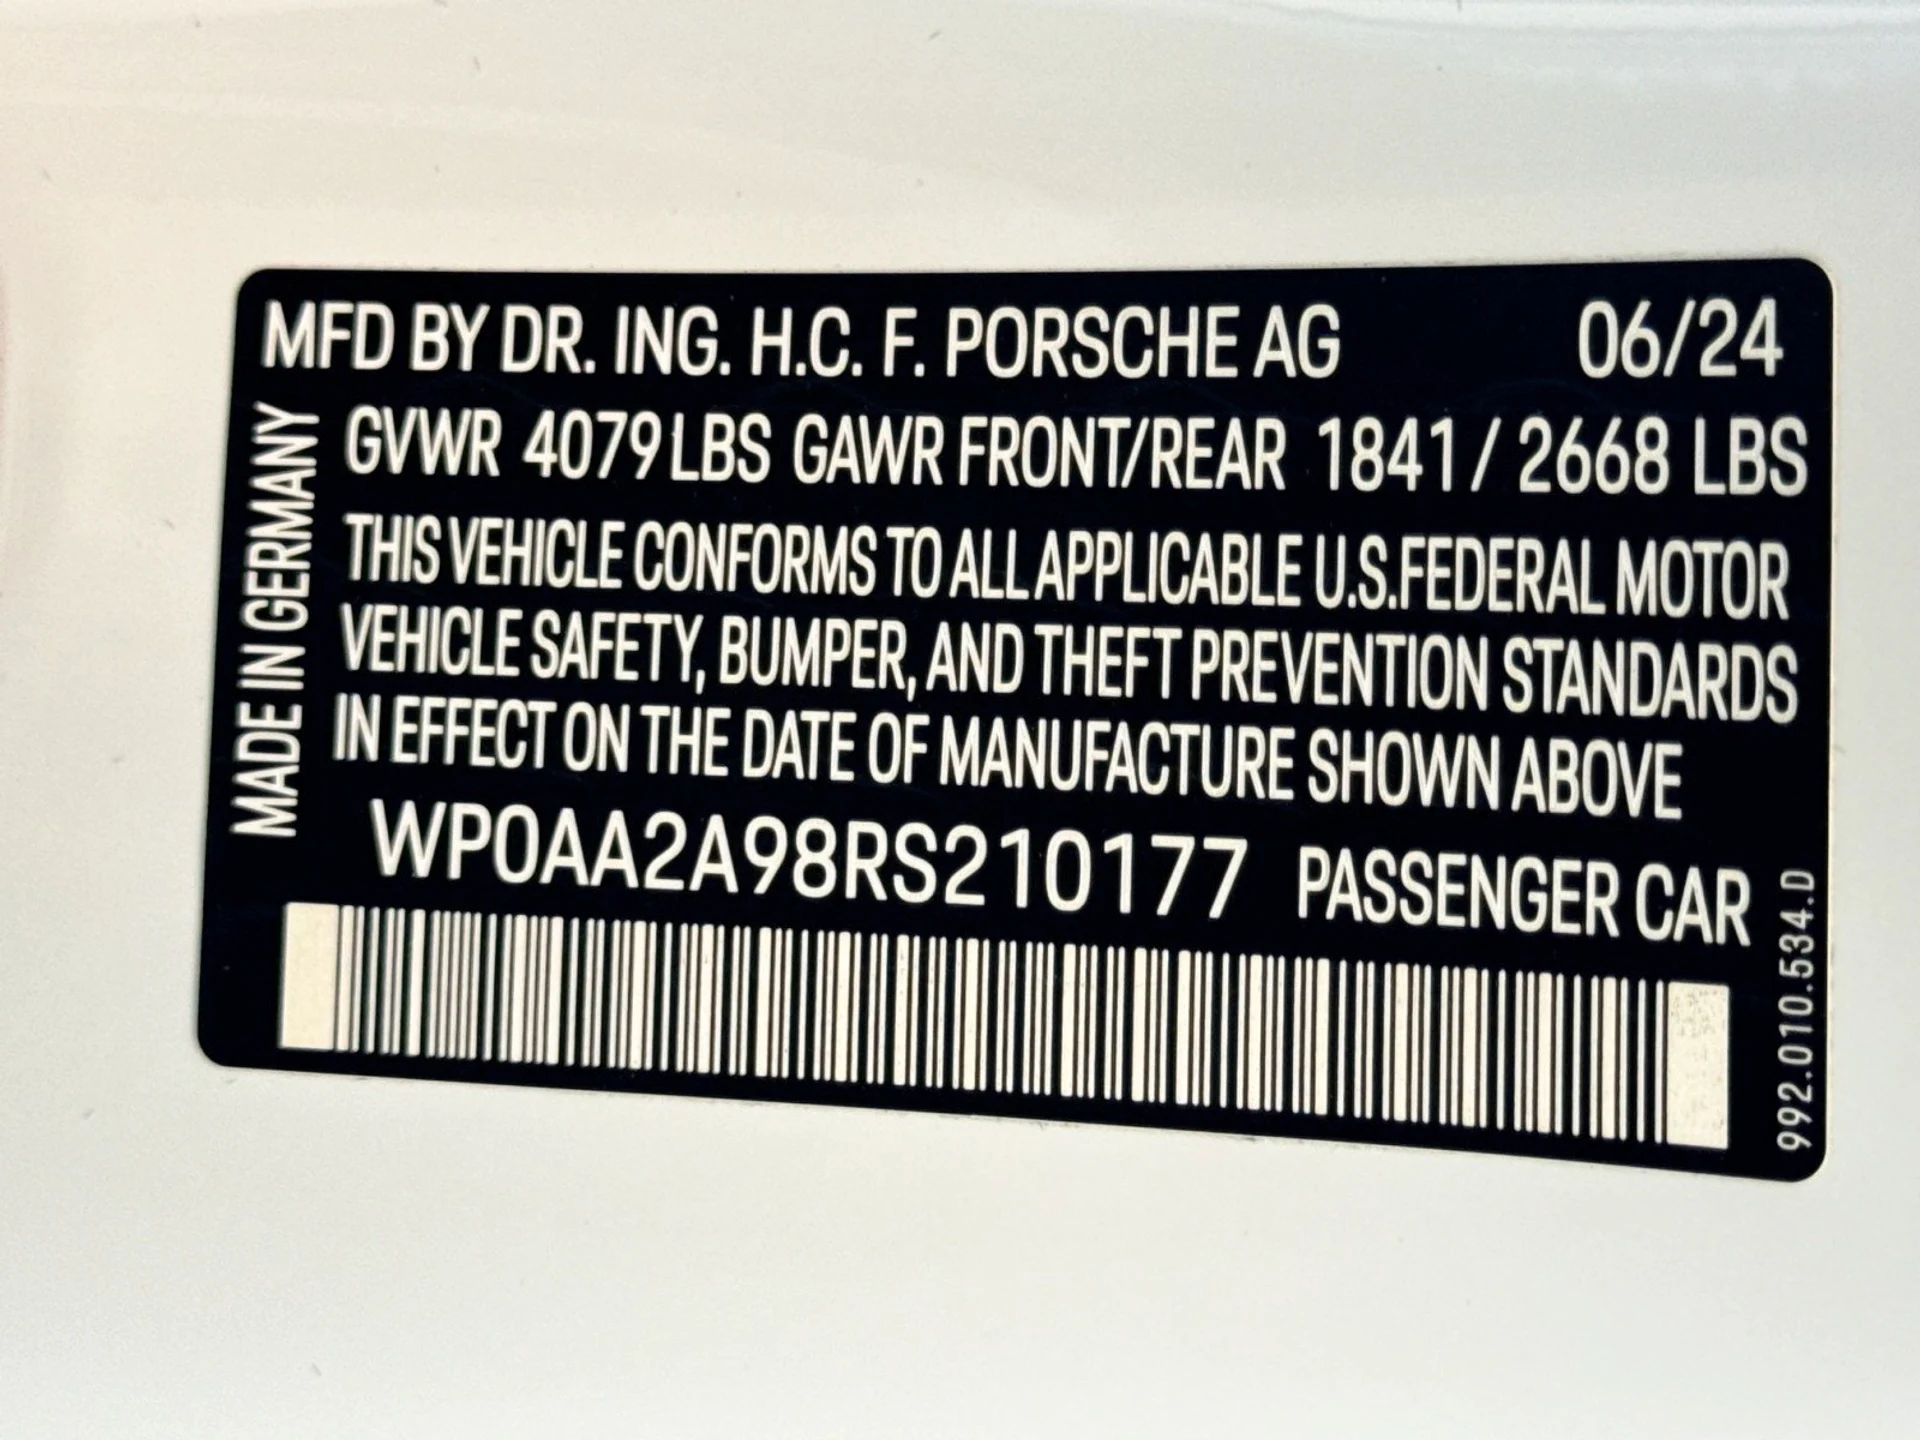 MFD BY DR. ING. H.C. F. PORSCHE AG 06/24
MADE IN GERMANY
GVWR 4079 LBS GAWR FRONT/REAR 1841 / 2668 LBS
THIS VEHICLE CONFORMS TO ALL APPLICABLE U.S.FEDERAL MOTOR
VEHICLE SAFETY, BUMPER, AND THEFT PREVENTION STANDARDS
IN EFFECT ON THE DATE OF MANUFACTURE SHOWN ABOVE
WP0AA2A98RS210177 PASSENGER CAR
992.010.534.D